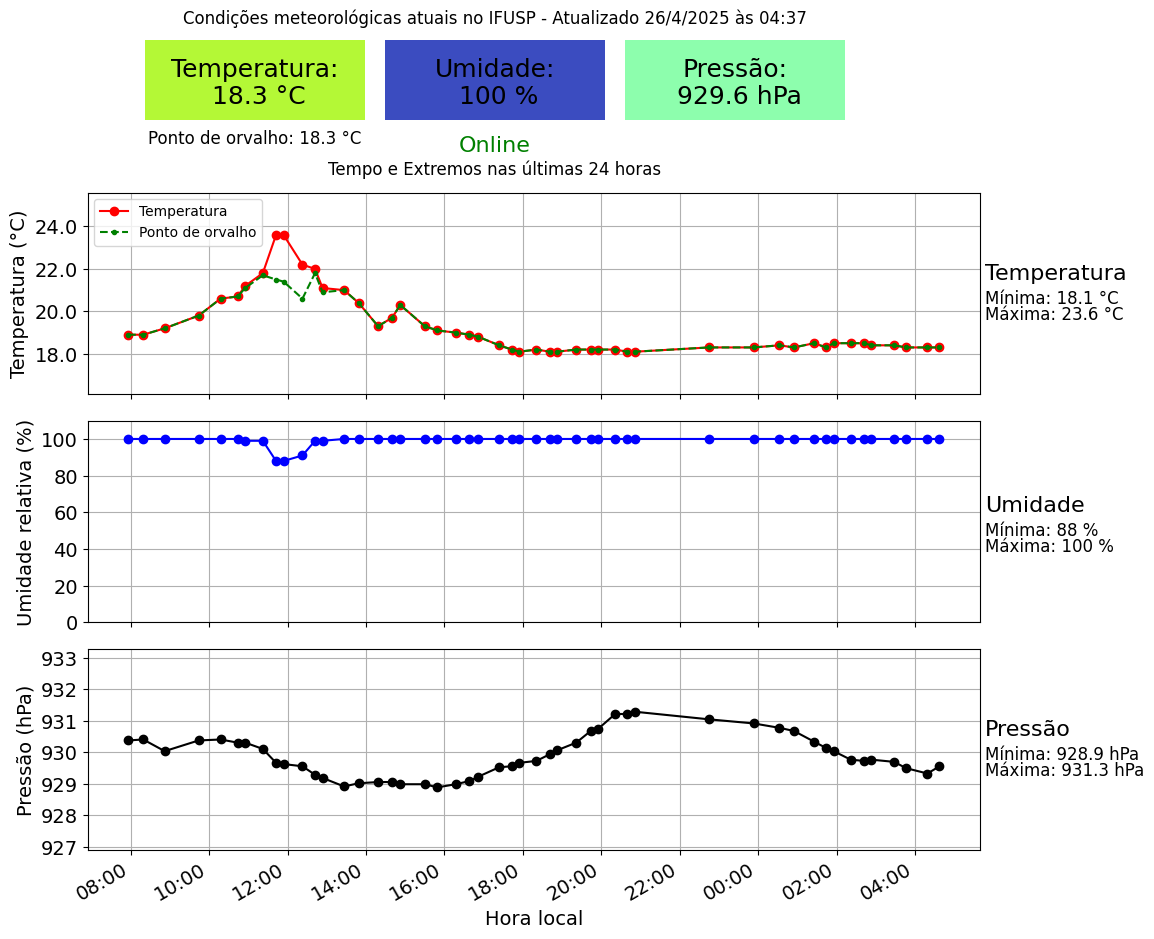 Condições meteorológicas atuais no IFUSP - Atualizado 26/4/2025 às 04:37
Temperatura:
18.3 °C
Umidade:
100 %
Pressão:
929.6 hPa
Ponto de orvalho: 18.3 °C
Online
Tempo e Extremos nas últimas 24 horas
Temperatura (°C)
24.0
22.0
20.0
18.0
Temperatura
Ponto de orvalho
Temperatura
Mínima: 18.1 °C
Máxima: 23.6 °C
Umidade relativa (%)
100
80
60
40
20
0
Umidade
Mínima: 88 %
Máxima: 100 %
Pressão (hPa)
933
932
931
930
929
928
927
Pressão
Mínima: 928.9 hPa
Máxima: 931.3 hPa
08:00
10:00
12:00
14:00
16:00
18:00
20:00
22:00
00:00
02:00
04:00
Hora local